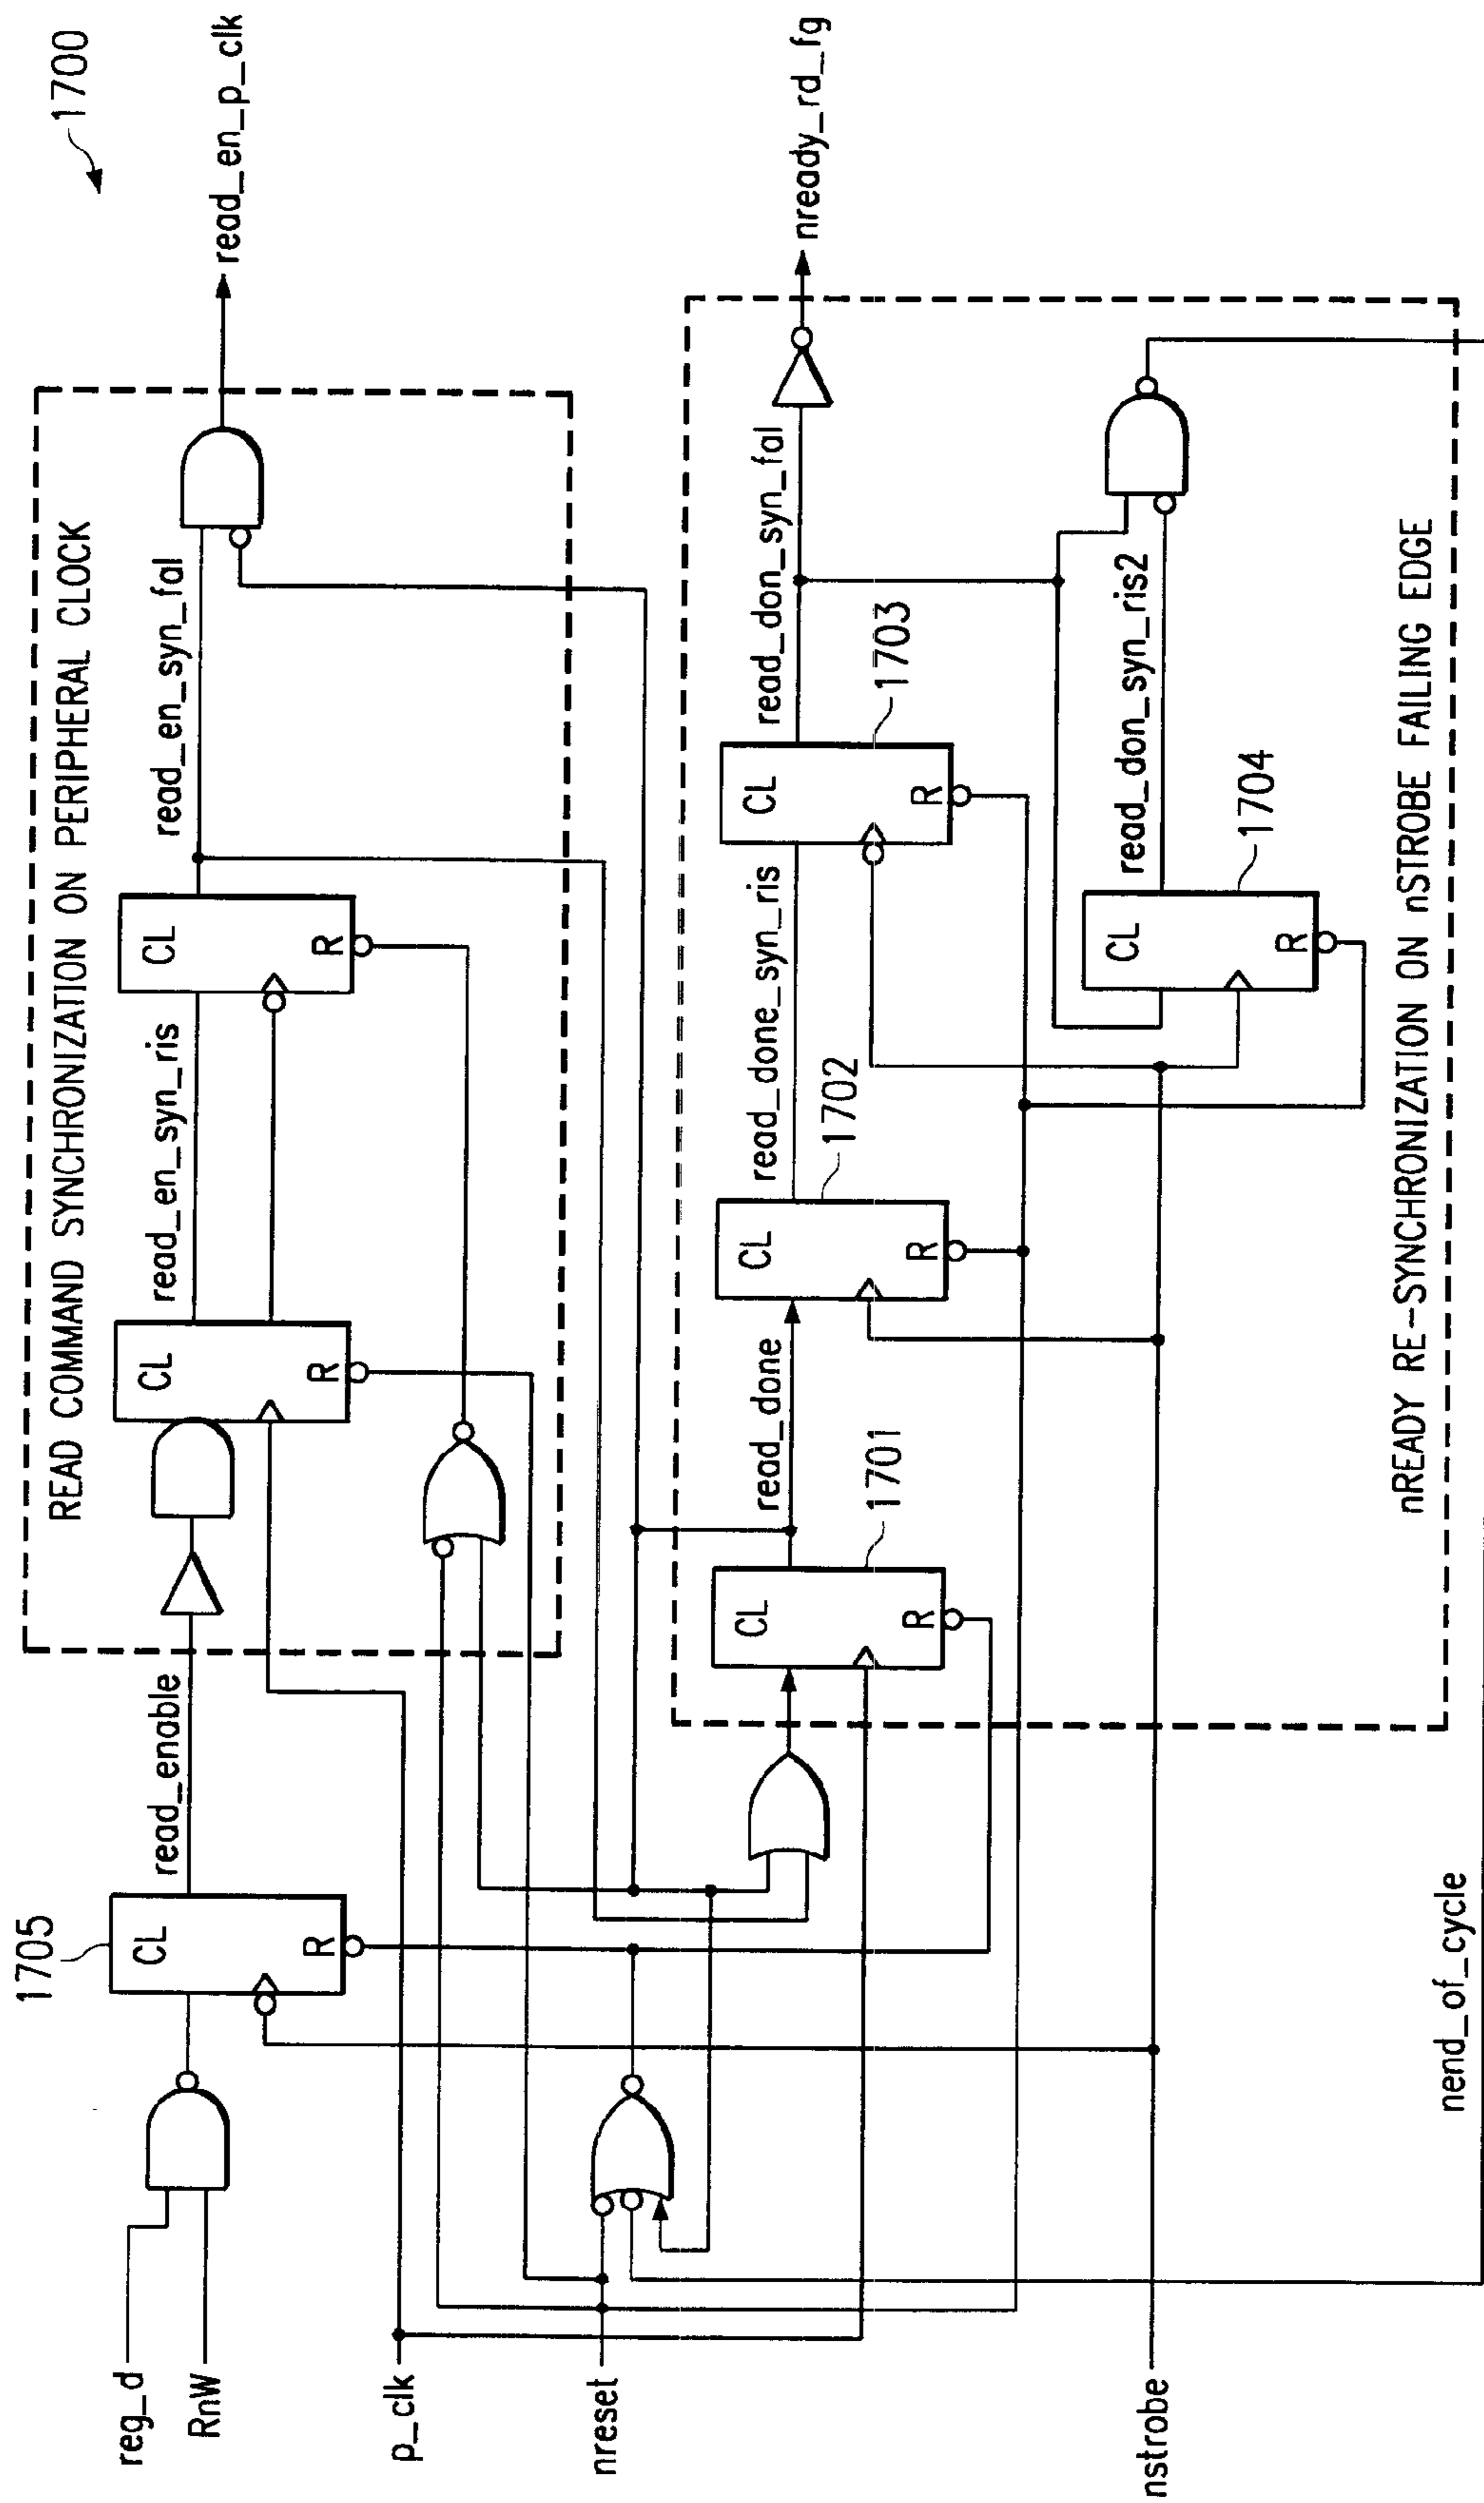 1700
READ COMMAND SYNCHRONIZATION ON PERIPHERAL CLOCK
1705
reg_d
RnW
CL
R
read_enable
CL
R
read_en_syn_ris
CL
R
read_en_syn_fal
read_en_p_clk
p_clk
nreset
CL
R
1701
read_done
CL
R
1702
read_done_syn_ris
CL
R
1703
read_don_syn_fal
nready_rd_fg
CL
R
1704
read_don_syn_ris2
nstrobe
nREADY RE-SYNCHRONIZATION ON nSTROBE FAILING EDGE
nend_of_cycle